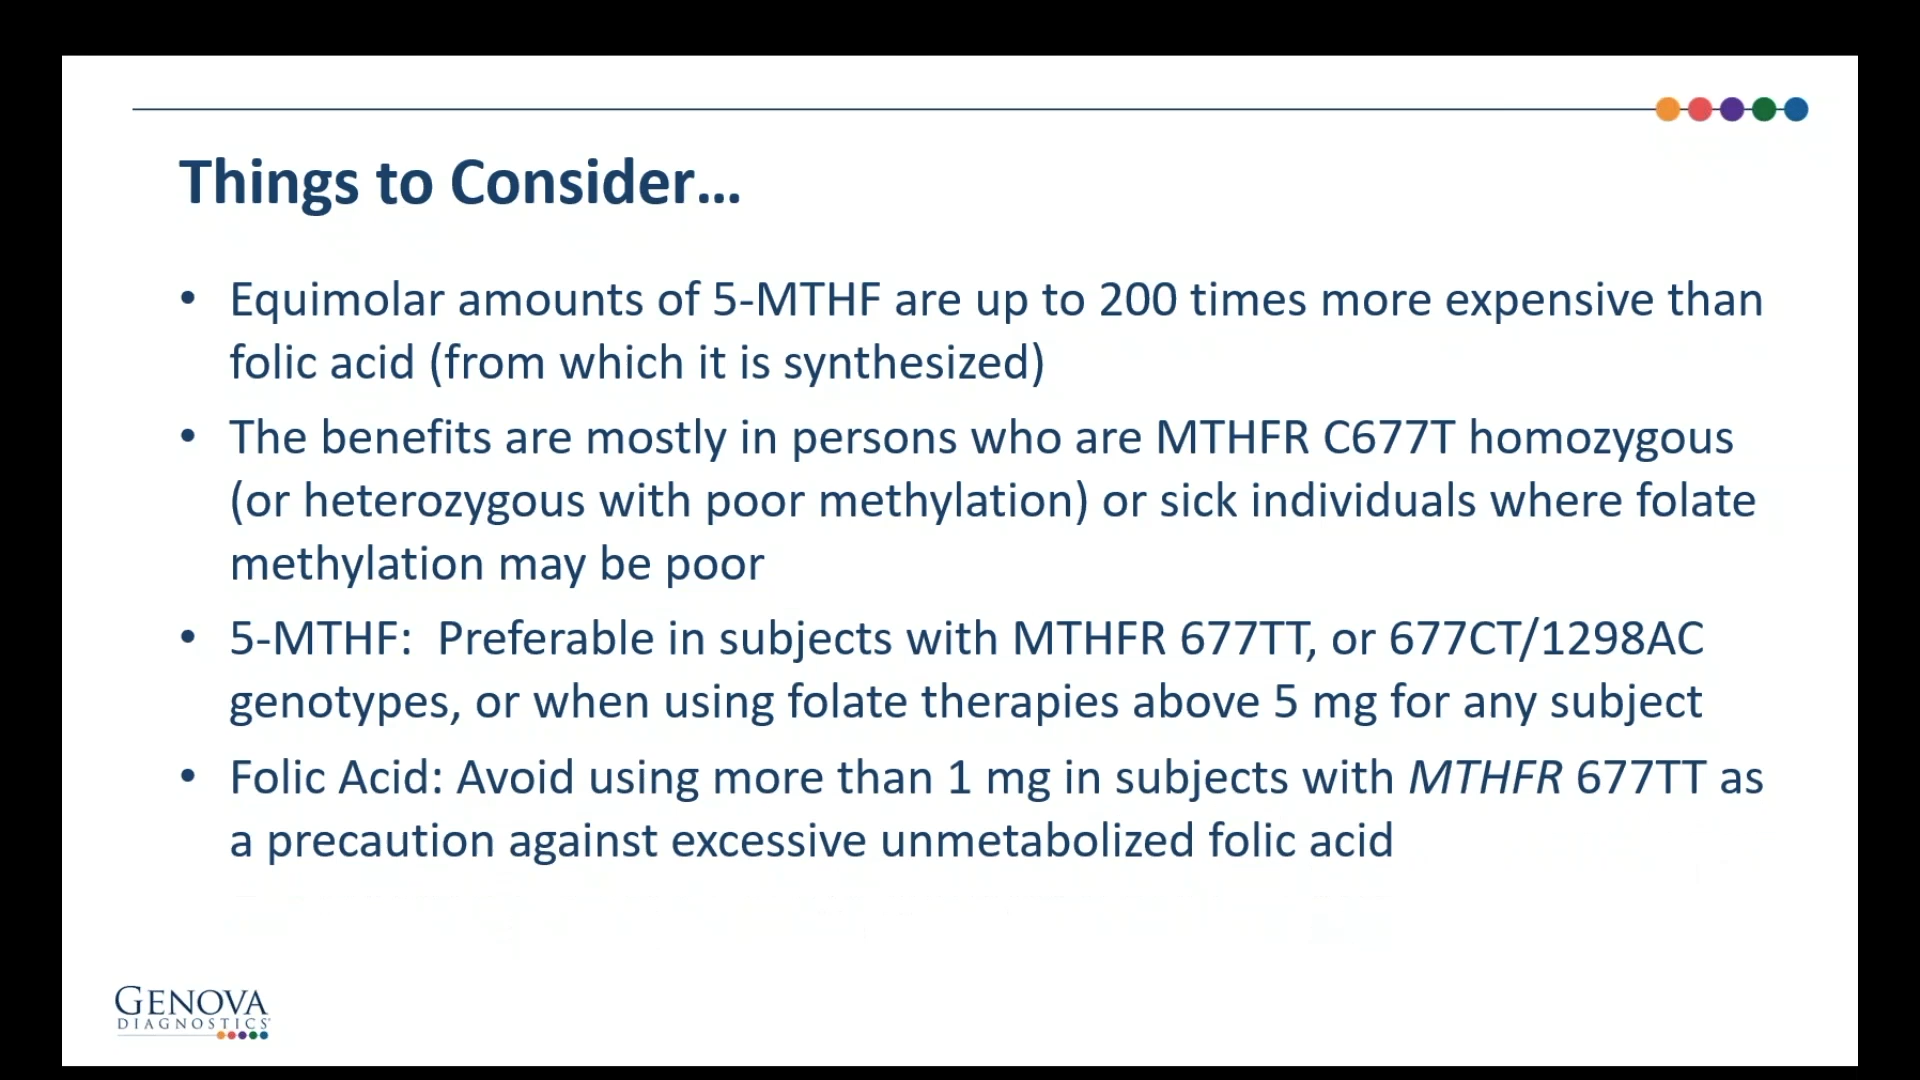 Things to Consider...
• Equimolar amounts of 5-MTHF are up to 200 times more expensive than
folic acid (from which it is synthesized)
• The benefits are mostly in persons who are MTHFR C677T homozygous
(or heterozygous with poor methylation) or sick individuals where folate
methylation may be poor
• 5-MTHF:  Preferable in subjects with MTHFR 677TT, or 677CT/1298AC
genotypes, or when using folate therapies above 5 mg for any subject
• Folic Acid: Avoid using more than 1 mg in subjects with MTHFR 677TT as
a precaution against excessive unmetabolized folic acid
GENOVA
DIAGNOSTICS